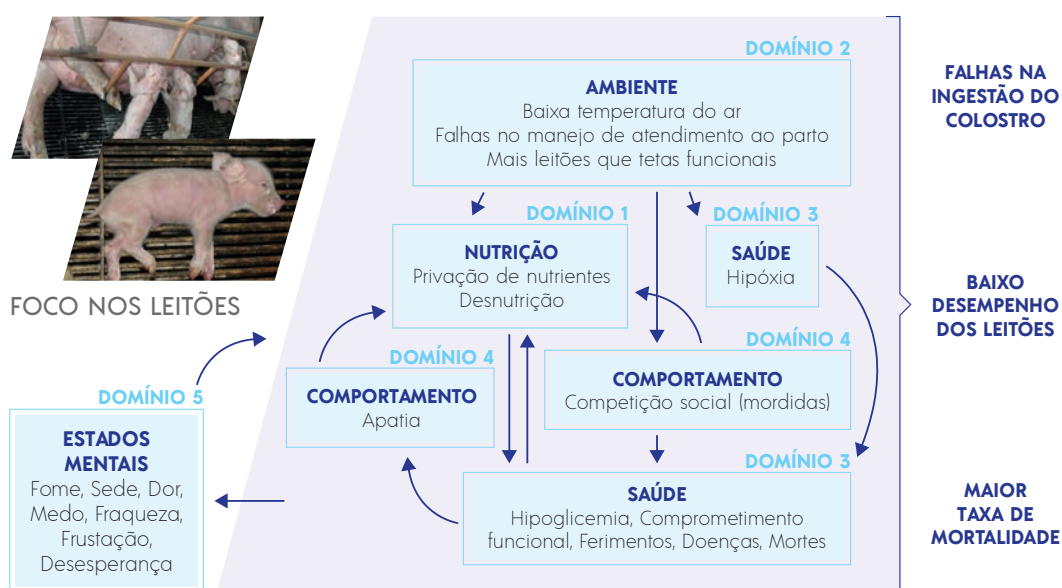 DOMÍNIO 2
AMBIENTE
Baixa temperatura do ar
Falhas no manejo de atendimento ao parto
Mais leitões que tetas funcionais
DOMÍNIO 1
NUTRIÇÃO
Privação de nutrientes
Desnutrição
DOMÍNIO 3
SAÚDE
Hipóxia
FOCO NOS LEITÕES
DOMÍNIO 4
COMPORTAMENTO
Apatia
DOMÍNIO 4
COMPORTAMENTO
Competição social (mordidas)
DOMÍNIO 5
ESTADOS
MENTAIS
Fome, Sede, Dor,
Medo, Fraqueza,
Frustação,
Desesperança
DOMÍNIO 3
SAÚDE
Hipoglicemia, Comprometimento
funcional, Ferimentos, Doenças, Mortes
FALHAS NA
INGESTÃO DO
COLOSTRO
BAIXO
DESEMPENHO
DOS LEITÕES
MAIOR
TAXA DE
MORTALIDADE